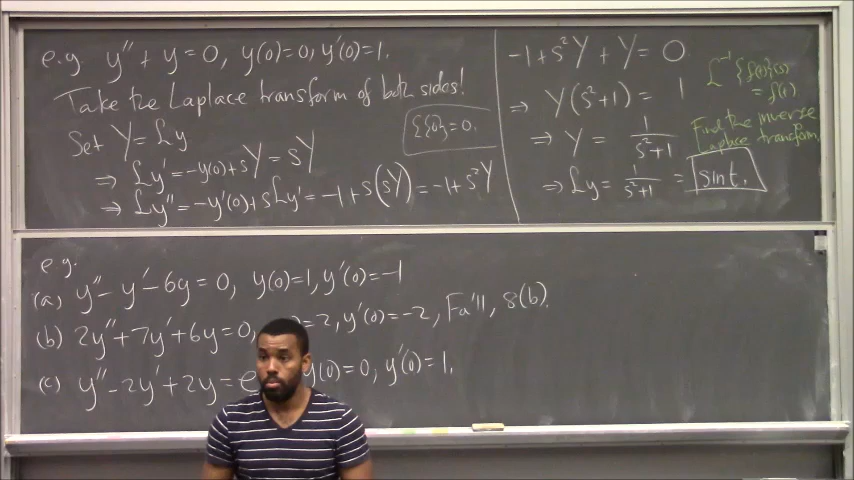 e.g. y″ + y = 0, y(0)=0, y′(0)=1.
Take the Laplace transform of both sides!
Set Y = ℒy
ℒ{0}=0.
⇒ ℒy′ = -y(0)+sY = sY
⇒ ℒy″ = -y′(0)+sℒy′ = -1+s(sY) = -1+s²Y
-1+s²Y+Y = 0
⇒ Y(s²+1) = 1
⇒ Y = 1/(s²+1)
⇒ ℒy = 1/(s²+1) = sint.
ℒ⁻¹{f(t)}(s)
= f(t).
Find the inverse
Laplace transform.
e.g.
(a) y″ - y′ - 6y = 0, y(0)=1, y′(0)=-1
(b) 2y″+7y′+6y=0, =2, y′(0)=-2, Fa'11, 8(b).
(c) y″-2y′+2y=e y(0)=0, y′(0)=1.